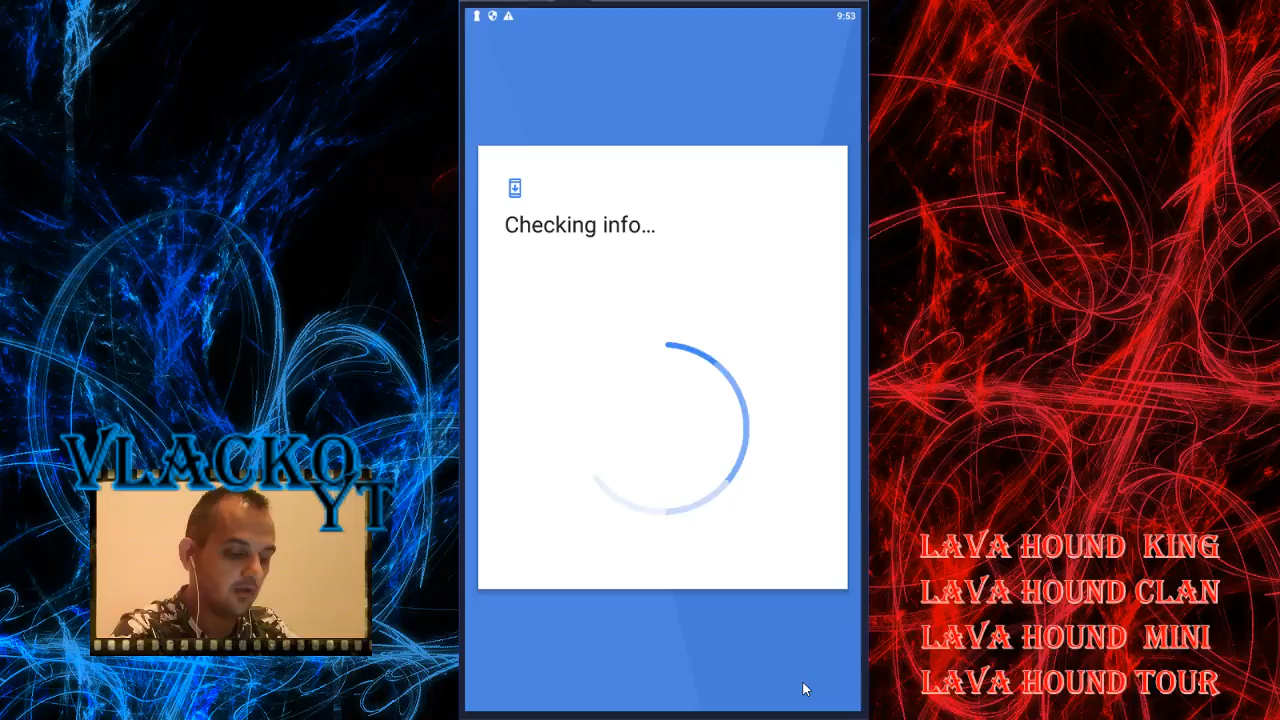 9:53
Checking info...
VLACKO
YT
LAVA HOUND KING
LAVA HOUND CLAN
LAVA HOUND MINI
LAVA HOUND TOUR